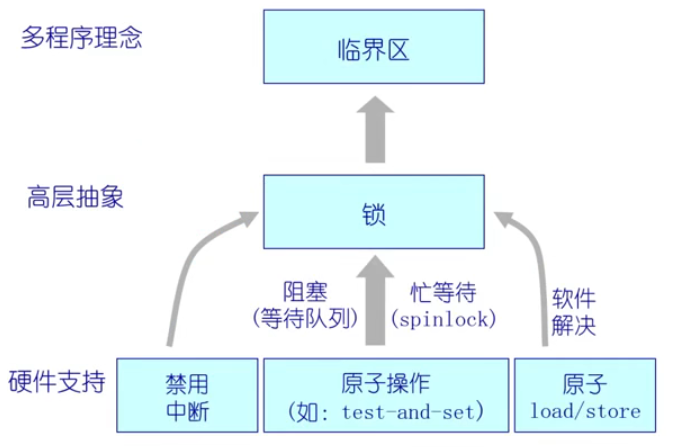 多程序理念
临界区
高层抽象
锁
阻塞
(等待队列)
忙等待
(spinlock)
软件
解决
硬件支持
禁用
中断
原子操作
(如: test-and-set)
原子
load/store